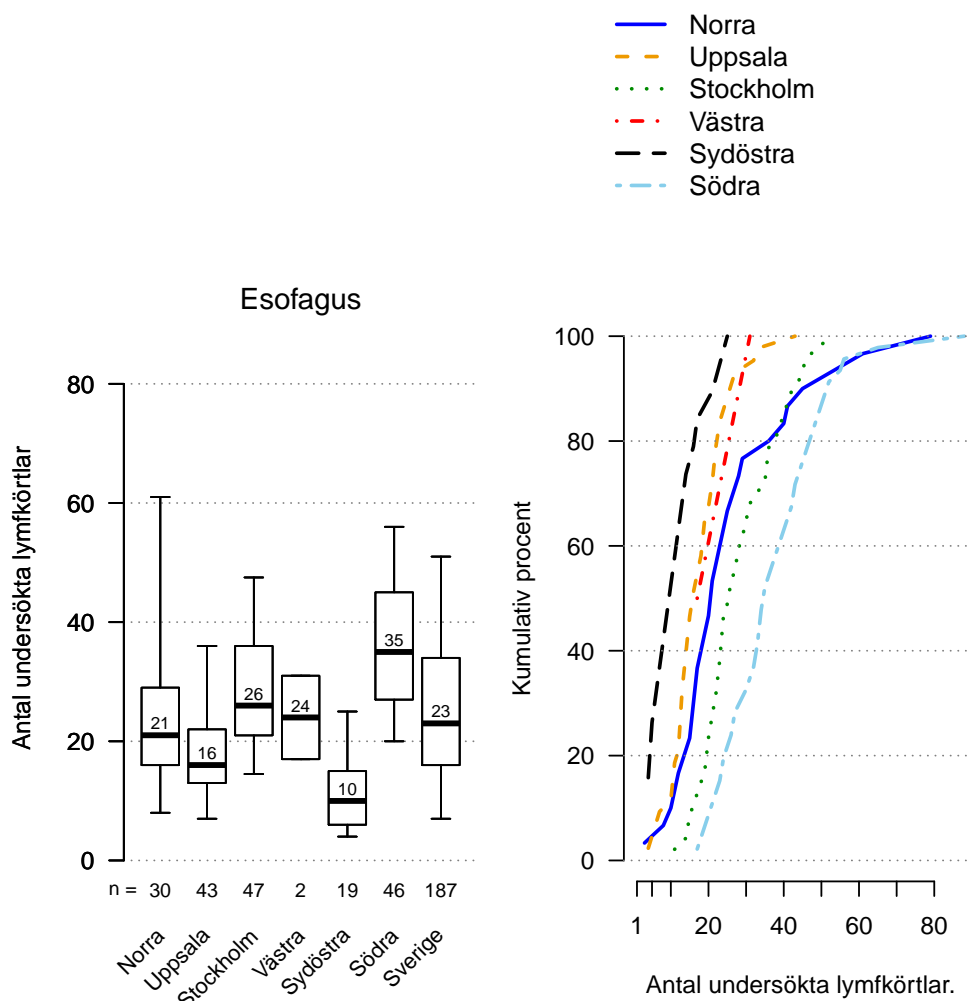 Norra
Uppsala
Stockholm
Västra
Sydöstra
Södra
Esofagus
Antal undersökta lymfkörtlar
80
60
40
20
0
21
16
26
24
10
35
23
n = 30 43 47 2 19 46 187
Norra Uppsala Stockholm Västra Sydöstra Södra Sverige
Kumulativ procent
100
80
60
40
20
0
1 20 40 60 80
Antal undersökta lymfkörtlar.